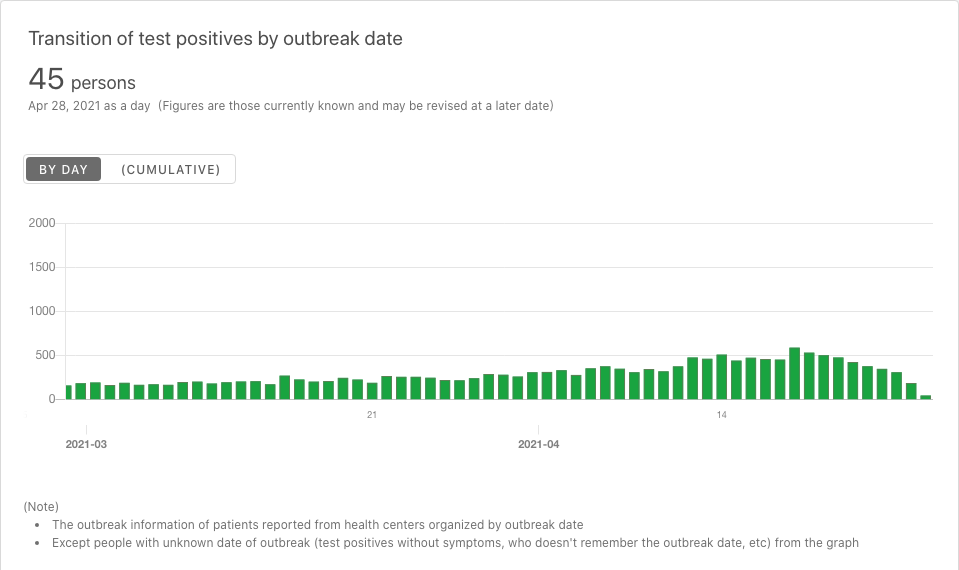 Transition of test positives by outbreak date
45 persons
Apr 28, 2021 as a day (Figures are those currently known and may be revised at a later date)
BY DAY (CUMULATIVE)
2000
1500
1000
500
0
21 14
2021-03 2021-04
(Note)
• The outbreak information of patients reported from health centers organized by outbreak date
• Except people with unknown date of outbreak (test positives without symptoms, who doesn't remember the outbreak date, etc) from the graph